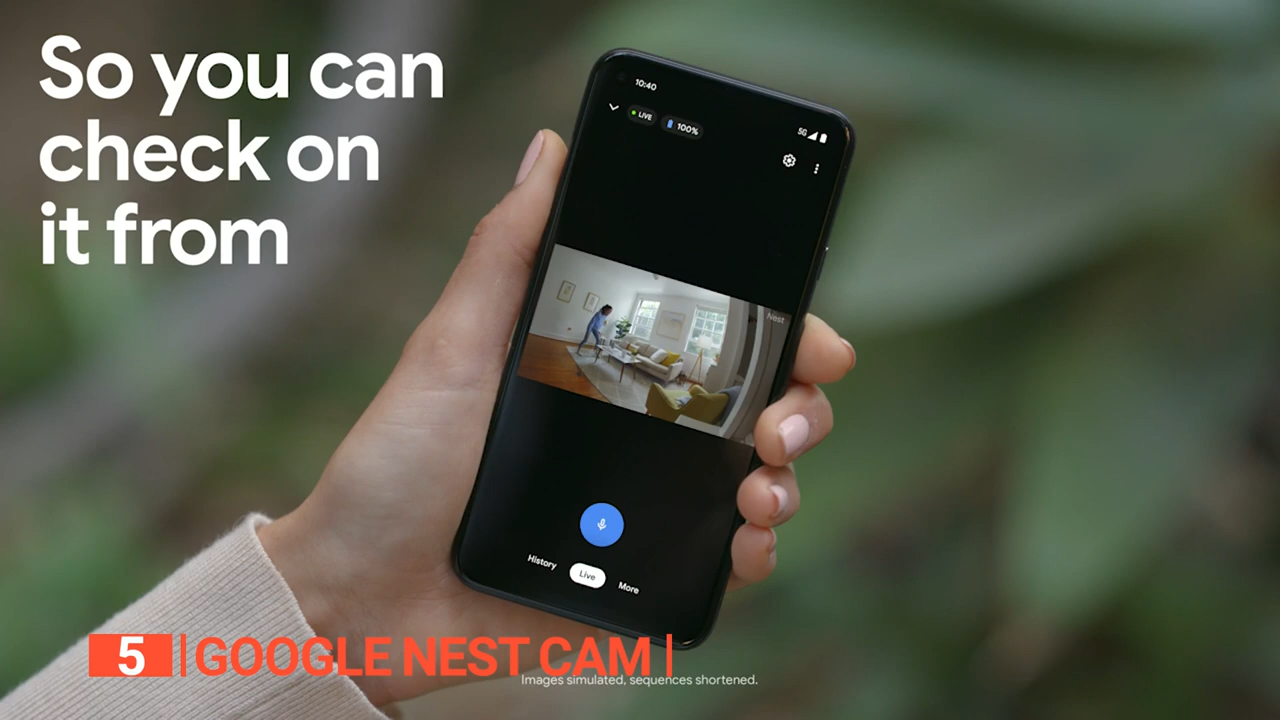 So you can
check on
it from
10:40
5G
LIVE
100%
Nest
History
Live
More
5
GOOGLE NEST CAM
Images simulated, sequences shortened.